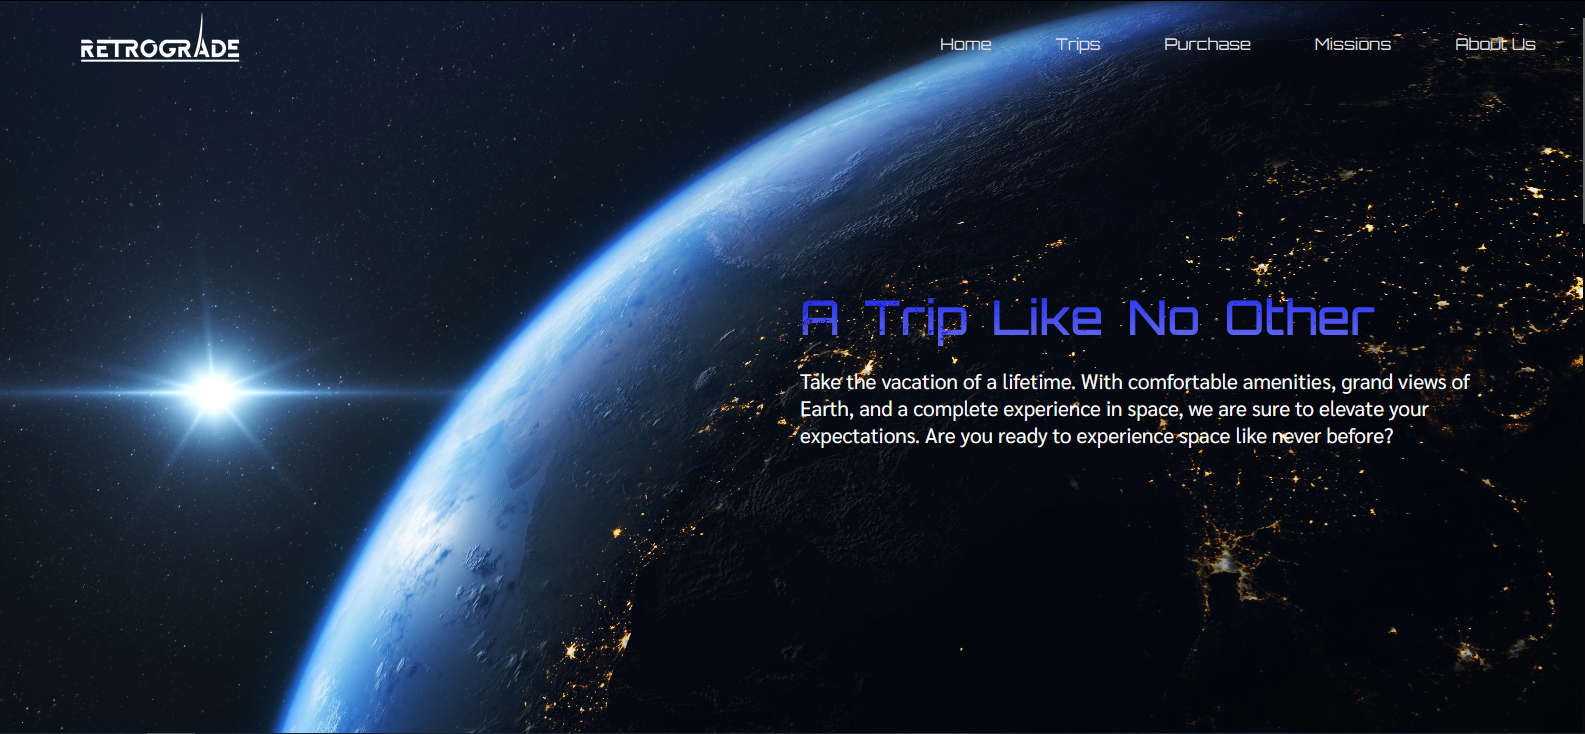 RETROGRADE
Home Trips Purchase Missions About Us
A Trip Like No Other
Take the vacation of a lifetime. With comfortable amenities, grand views of
Earth, and a complete experience in space, we are sure to elevate your
expectations. Are you ready to experience space like never before?